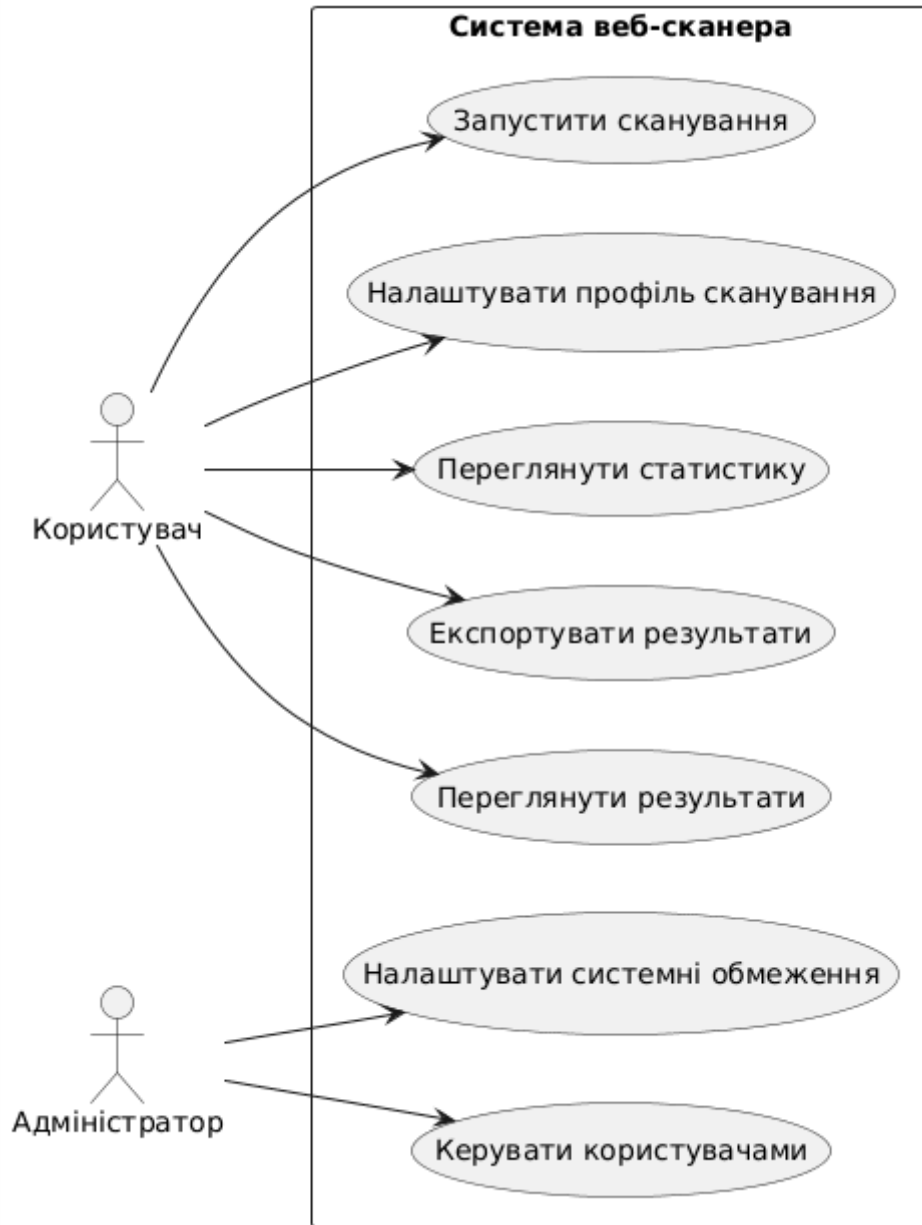 Система веб-сканера
Запустити сканування
Налаштувати профіль сканування
Переглянути статистику
Користувач
Експортувати результати
Переглянути результати
Налаштувати системні обмеження
Адміністратор
Керувати користувачами